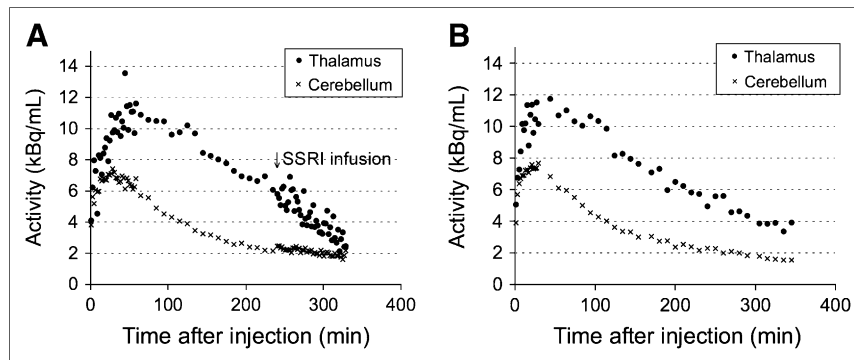 A
● Thalamus
× Cerebellum
14
12
10
8
6
4
2
0
Activity (kBq/mL)
↓SSRI infusion
0 100 200 300 400
Time after injection (min)
B
● Thalamus
× Cerebellum
14
12
10
8
6
4
2
0
Activity (kBq/mL)
0 100 200 300 400
Time after injection (min)